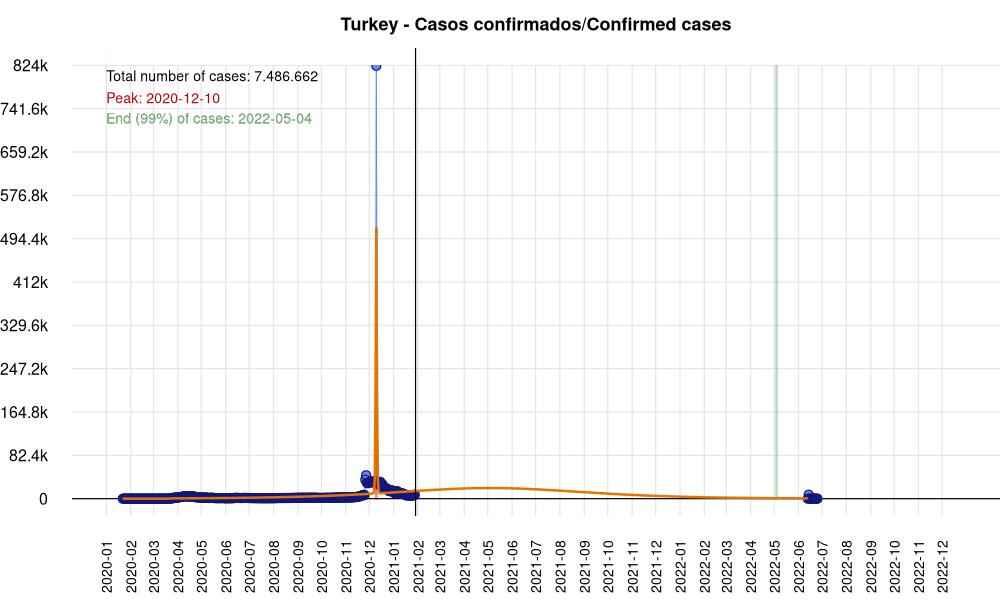 Turkey - Casos confirmados/Confirmed cases
824k
Total number of cases: 7.486.662
Peak: 2020-12-10
741.6k
End (99%) of cases: 2022-05-04
659.2k
576.8k
494.4k
412k
329.6k
247.2k
164.8k
82.4k
0
2020-01
2020-02
2020-03
2020-04
2020-05
2020-06
2020-07
2020-08
2020-09
2020-10
2020-11
2020-12
2021-01
2021-02
2021-03
2021-04
2021-05
2021-06
2021-07
2021-08
2021-09
2021-10
2021-11
2021-12
2022-01
2022-02
2022-03
2022-04
2022-05
2022-06
2022-07
2022-08
2022-09
2022-10
2022-11
2022-12